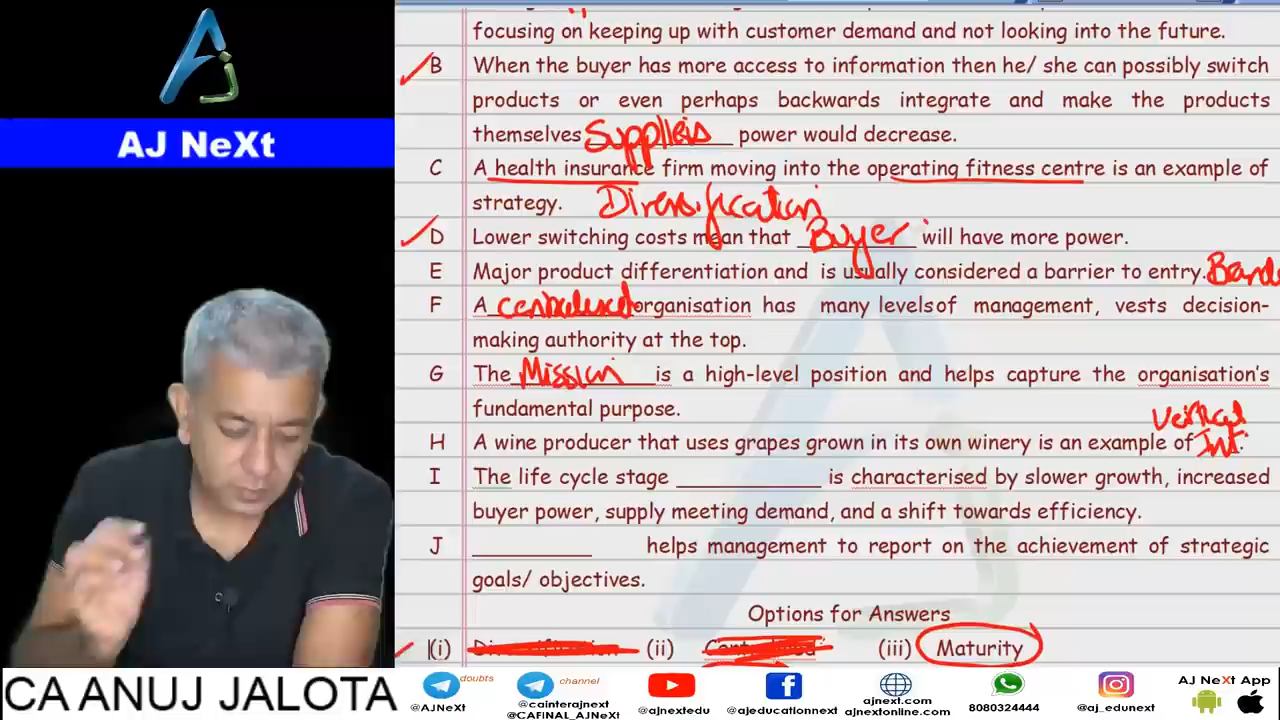 focusing on keeping up with customer demand and not looking into the future.
B When the buyer has more access to information then he/ she can possibly switch
products or even perhaps backwards integrate and make the products
themselves Suppliers power would decrease.
C A health insurance firm moving into the operating fitness centre is an example of
strategy. Diversification
D Lower switching costs mean that Buyer will have more power.
E Major product differentiation and is usually considered a barrier to entry.
F A centralised organisation has many levels of management, vests decision-
making authority at the top.
G The Mission is a high-level position and helps capture the organisation's
fundamental purpose.
Vertical
H A wine producer that uses grapes grown in its own winery is an example of Int.
I The life cycle stage ____________ is characterised by slower growth, increased
buyer power, supply meeting demand, and a shift towards efficiency.
J __________ helps management to report on the achievement of strategic
goals/ objectives.
Options for Answers
(i) Diversification (ii) Centralised (iii) Maturity
AJ
AJ NeXt
CA ANUJ JALOTA
doubts
@AJNeXt
channel
@cainterajnext
@CAFINAL_AJNeXt
@ajnextedu
@ajeducationnext
ajnext.com
ajnextonline.com
8080324444
@aj_edunext
AJ NeXt App